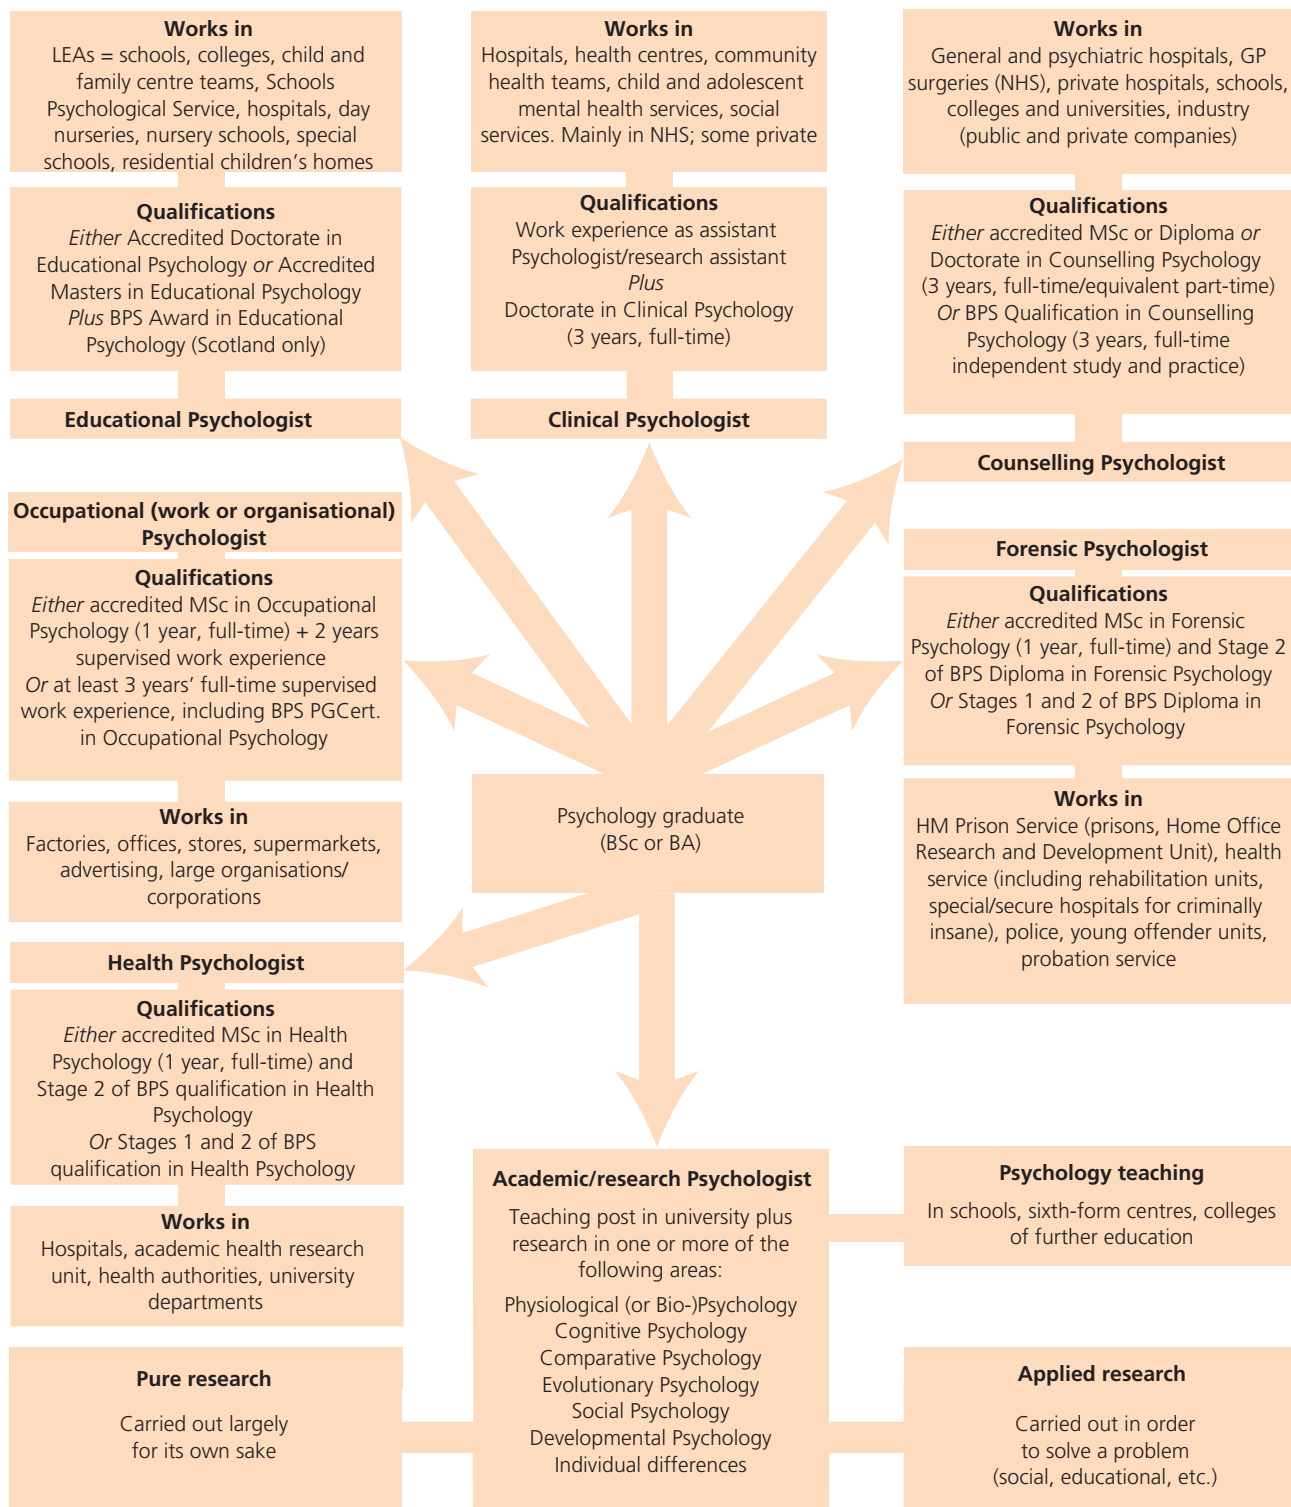 Works in
LEAs = schools, colleges, child and
family centre teams, Schools
Psychological Service, hospitals, day
nurseries, nursery schools, special
schools, residential children's homes
Qualifications
Either Accredited Doctorate in
Educational Psychology or Accredited
Masters in Educational Psychology
Plus BPS Award in Educational
Psychology (Scotland only)
Educational Psychologist
Works in
Hospitals, health centres, community
health teams, child and adolescent
mental health services, social
services. Mainly in NHS; some private
Qualifications
Work experience as assistant
Psychologist/research assistant
Plus
Doctorate in Clinical Psychology
(3 years, full-time)
Clinical Psychologist
Works in
General and psychiatric hospitals, GP
surgeries (NHS), private hospitals, schools,
colleges and universities, industry
(public and private companies)
Qualifications
Either accredited MSc or Diploma or
Doctorate in Counselling Psychology
(3 years, full-time/equivalent part-time)
Or BPS Qualification in Counselling
Psychology (3 years, full-time
independent study and practice)
Counselling Psychologist
Occupational (work or organisational)
Psychologist
Qualifications
Either accredited MSc in Occupational
Psychology (1 year, full-time) + 2 years
supervised work experience
Or at least 3 years' full-time supervised
work experience, including BPS PGCert.
in Occupational Psychology
Works in
Factories, offices, stores, supermarkets,
advertising, large organisations/
corporations
Forensic Psychologist
Qualifications
Either accredited MSc in Forensic
Psychology (1 year, full-time) and Stage 2
of BPS Diploma in Forensic Psychology
Or Stages 1 and 2 of BPS Diploma in
Forensic Psychology
Works in
HM Prison Service (prisons, Home Office
Research and Development Unit), health
service (including rehabilitation units,
special/secure hospitals for criminally
insane), police, young offender units,
probation service
Psychology graduate
(BSc or BA)
Health Psychologist
Qualifications
Either accredited MSc in Health
Psychology (1 year, full-time) and
Stage 2 of BPS qualification in Health
Psychology
Or Stages 1 and 2 of BPS
qualification in Health Psychology
Works in
Hospitals, academic health research
unit, health authorities, university
departments
Academic/research Psychologist
Teaching post in university plus
research in one or more of the
following areas:
Physiological (or Bio-)Psychology
Cognitive Psychology
Comparative Psychology
Evolutionary Psychology
Social Psychology
Developmental Psychology
Individual differences
Psychology teaching
In schools, sixth-form centres, colleges
of further education
Pure research
Carried out largely
for its own sake
Applied research
Carried out in order
to solve a problem
(social, educational, etc.)